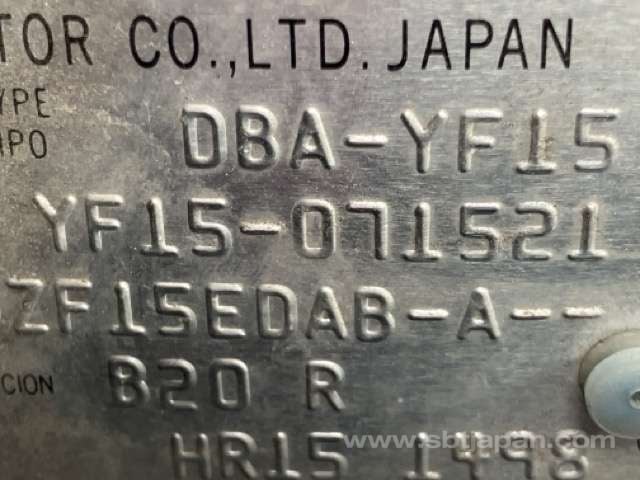 TOR CO.,LTD. JAPAN
YPE
IPO
DBA-YF15
YF15-071521
ZF15EDAB-A--
CION B20 R
www.sbtjapan.com
HR15 1498